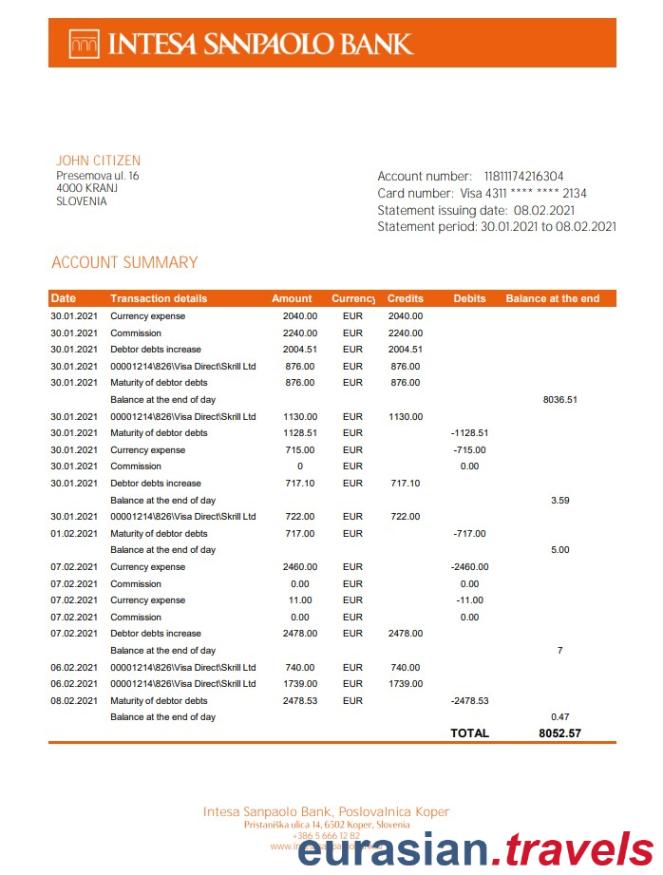 INTESA SANPAOLO BANK
JOHN CITIZEN
Presemova ul. 16
4000 KRANJ
SLOVENIA
Account number: 11811174216304
Card number: Visa 4311 **** **** 2134
Statement issuing date: 08.02.2021
Statement period: 30.01.2021 to 08.02.2021
ACCOUNT SUMMARY
Date Transaction details Amount Currency Credits Debits Balance at the end
30.01.2021 Currency expense 2040.00 EUR 2040.00
30.01.2021 Commission 2240.00 EUR 2240.00
30.01.2021 Debtor debts increase 2004.51 EUR 2004.51
30.01.2021 00001214\826\Visa Direct\Skrill Ltd 876.00 EUR 876.00
30.01.2021 Maturity of debtor debts 876.00 EUR 876.00
Balance at the end of day 8036.51
30.01.2021 00001214\826\Visa Direct\Skrill Ltd 1130.00 EUR 1130.00
30.01.2021 Maturity of debtor debts 1128.51 EUR -1128.51
30.01.2021 Currency expense 715.00 EUR -715.00
30.01.2021 Commission 0 EUR 0.00
30.01.2021 Debtor debts increase 717.10 EUR 717.10
Balance at the end of day 3.59
30.01.2021 00001214\826\Visa Direct\Skrill Ltd 722.00 EUR 722.00
01.02.2021 Maturity of debtor debts 717.00 EUR -717.00
Balance at the end of day 5.00
07.02.2021 Currency expense 2460.00 EUR -2460.00
07.02.2021 Commission 0.00 EUR 0.00
07.02.2021 Currency expense 11.00 EUR -11.00
07.02.2021 Commission 0.00 EUR 0.00
07.02.2021 Debtor debts increase 2478.00 EUR 2478.00
Balance at the end of day 7
06.02.2021 00001214\826\Visa Direct\Skrill Ltd 740.00 EUR 740.00
06.02.2021 00001214\826\Visa Direct\Skrill Ltd 1739.00 EUR 1739.00
08.02.2021 Maturity of debtor debts 2478.53 EUR -2478.53
Balance at the end of day 0.47
TOTAL 8052.57
Intesa Sanpaolo Bank, Poslovalnica Koper
Pristaniška ulica 14, 6502 Koper, Slovenia
+386 5 666 12 82
eurasian.travels